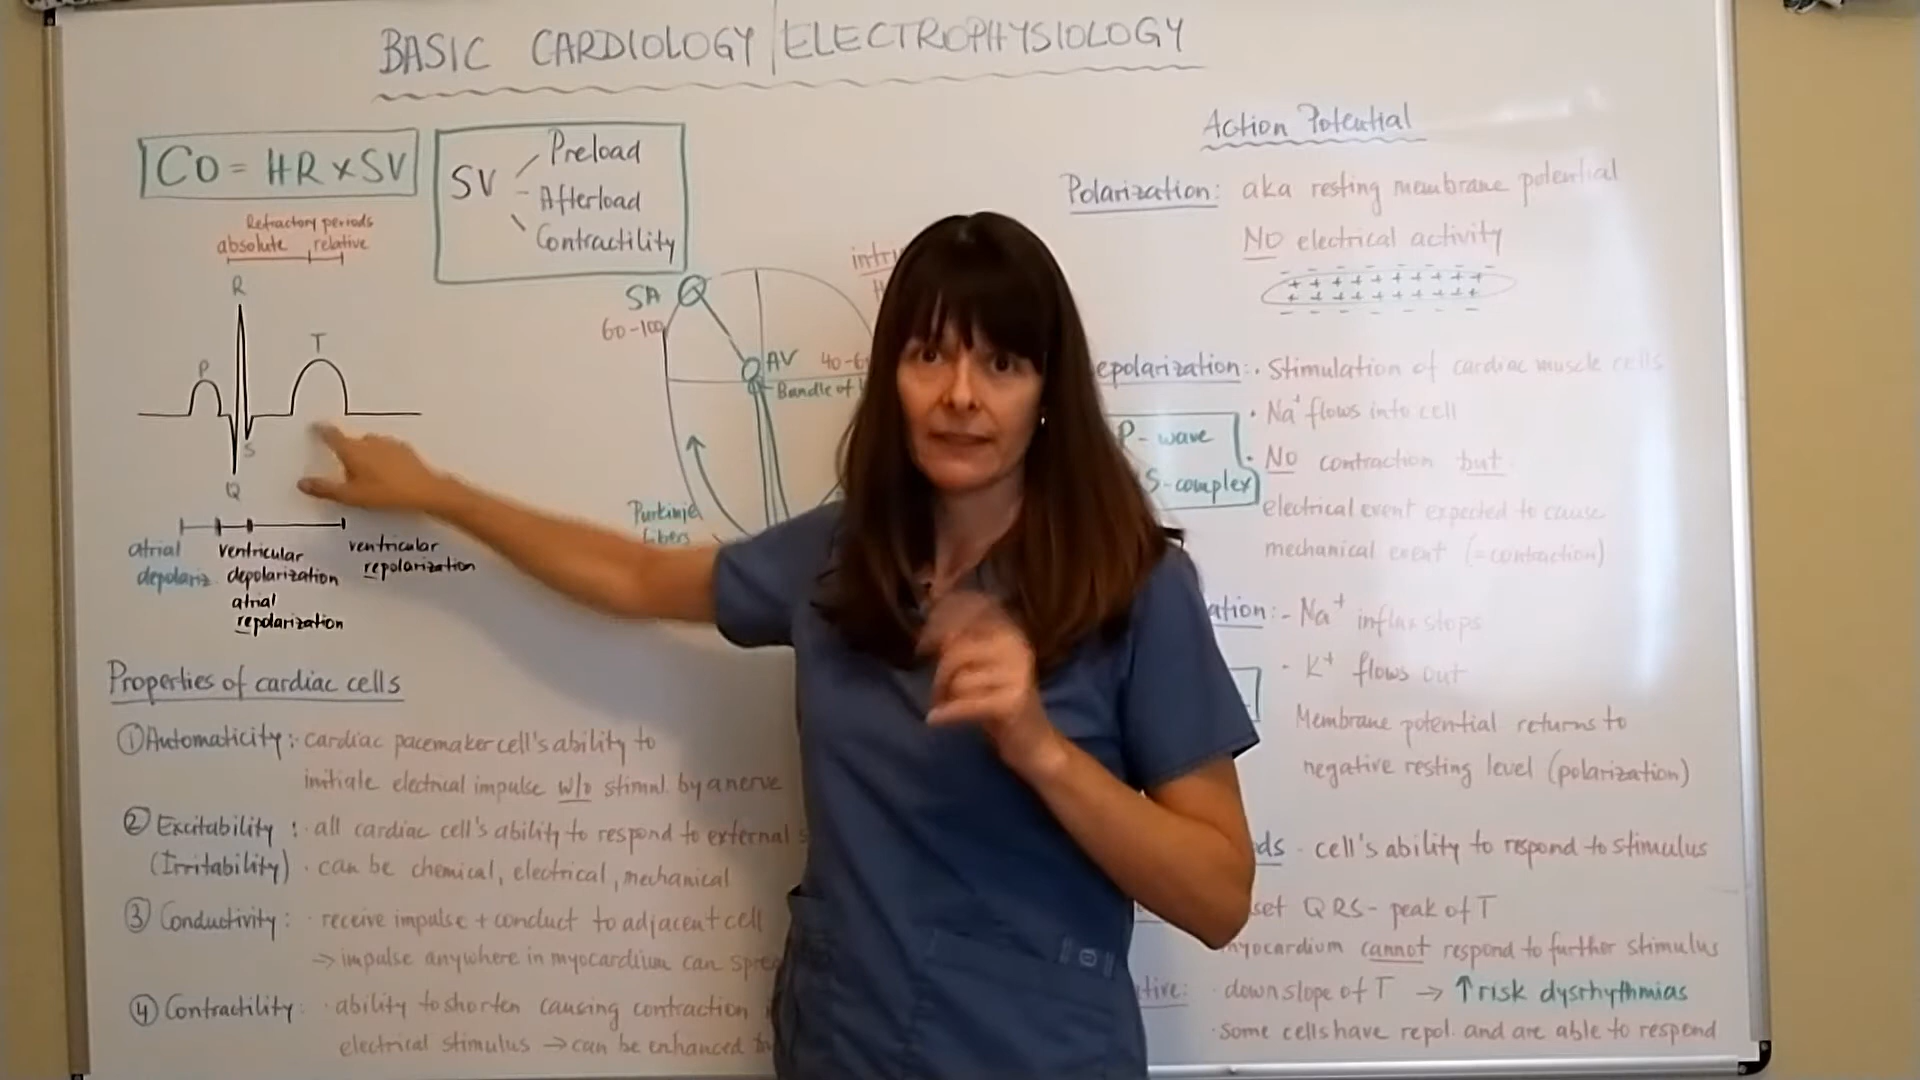 BASIC CARDIOLOGY/ELECTROPHYSIOLOGY
CO = HR x SV
SV
Preload
Afterload
Contractility
Refractory periods
absolute relative
R
P
T
S
Q
atrial
depolariz.
ventricular
depolarization
atrial
repolarization
ventricular
repolarization
SA
60-100
AV
Bundle of
Purkinje
fibers
Properties of cardiac cells
① Automaticity: cardiac pacemaker cell's ability to
initiate electrical impulse w/o stimul. by a nerve
② Excitability : · all cardiac cell's ability to respond to external
(Irritability) · can be chemical, electrical, mechanical
③ Conductivity: · receive impulse + conduct to adjacent cell
→ impulse anywhere in myocardium can
④ Contractility: · ability to shorten causing contraction
electrical stimulus → can be enhanced
Action Potential
Polarization: aka resting membrane potential
NO electrical activity
- - - - - - - - -
+ + + + + + + + +
+ + + + + + + + +
- - - - - - - - -
epolarization: · Stimulation of cardiac muscle cells
· Na+ flows into cell
P-wave
S-complex
· NO contraction but
electrical event expected to cause
mechanical event (=contraction)
ation: - Na+ influx stops
- K+ flows out
Membrane potential returns to
negative resting level (polarization)
ds · cell's ability to respond to stimulus
set QRS - peak of T
myocardium cannot respond to further stimulus
tive: · downslope of T → ↑ risk dysrhythmias
· Some cells have repol. and are able to respond